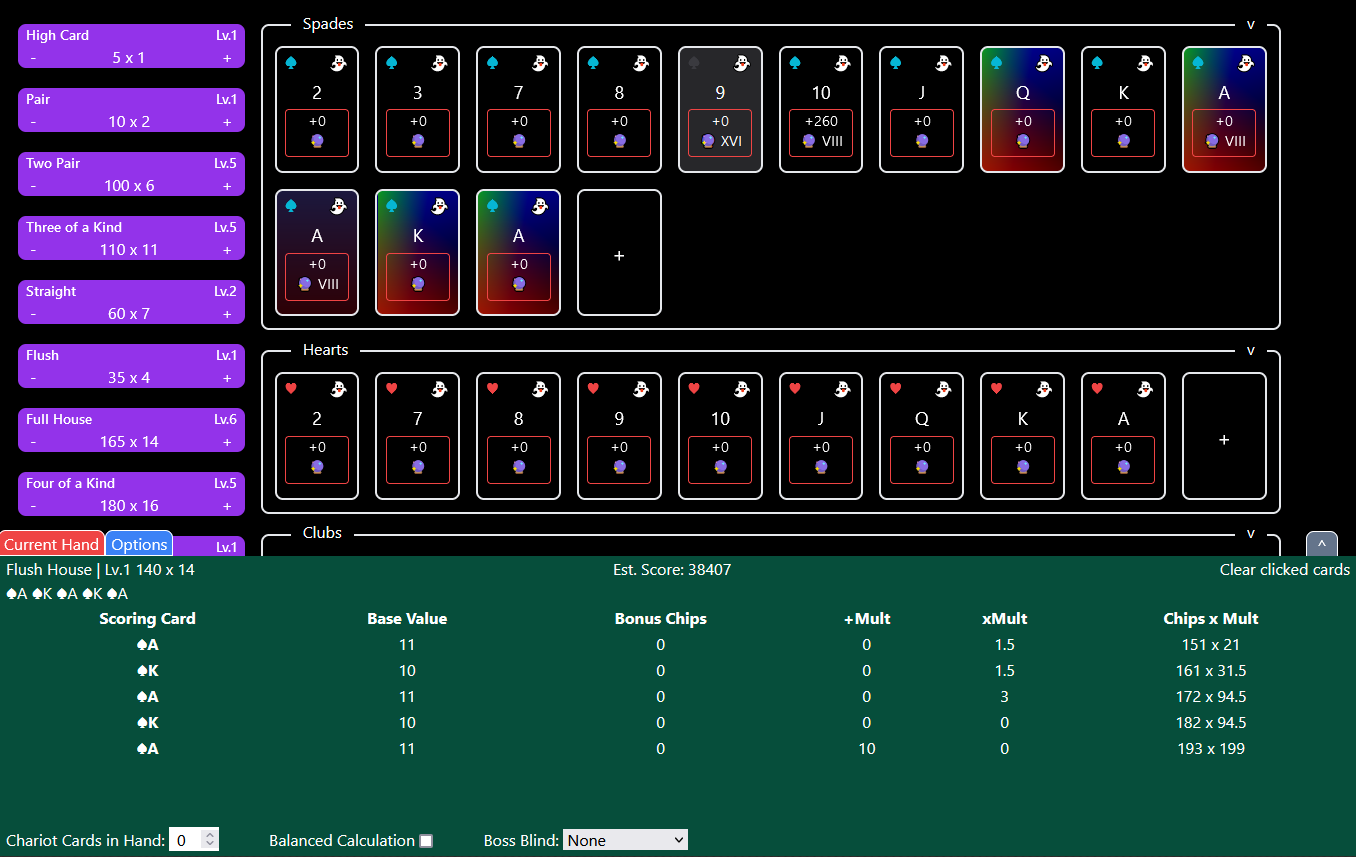 High Card Lv.1
- 5 x 1 +
Pair Lv.1
- 10 x 2 +
Two Pair Lv.5
- 100 x 6 +
Three of a Kind Lv.5
- 110 x 11 +
Straight Lv.2
- 60 x 7 +
Flush Lv.1
- 35 x 4 +
Full House Lv.6
- 165 x 14 +
Four of a Kind Lv.5
- 180 x 16 +
Lv.1
Spades v
2 3 7 8 9 10 J Q K A
+0 +0 +0 +0 +0 +260 +0 +0 +0 +0
XVI VIII VIII
A K A +
+0 +0 +0
VIII
Hearts v
2 7 8 9 10 J Q K A +
+0 +0 +0 +0 +0 +0 +0 +0 +0
Clubs v
Current Hand Options ^
Flush House | Lv.1 140 x 14 Est. Score: 38407 Clear clicked cards
♠A ♠K ♠A ♠K ♠A
Scoring Card Base Value Bonus Chips +Mult xMult Chips x Mult
♠A 11 0 0 1.5 151 x 21
♠K 10 0 0 1.5 161 x 31.5
♠A 11 0 0 3 172 x 94.5
♠K 10 0 0 0 182 x 94.5
♠A 11 0 10 0 193 x 199
Chariot Cards in Hand: 0 Balanced Calculation Boss Blind: None